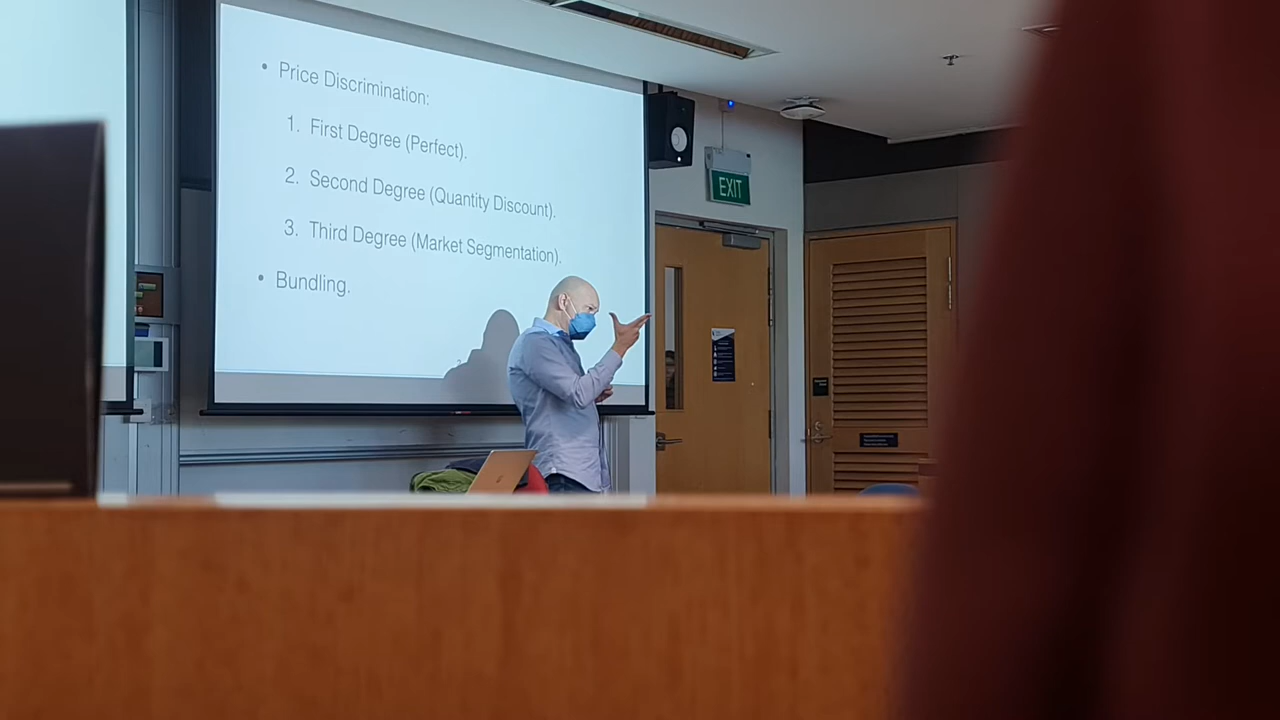 • Price Discrimination:
1. First Degree (Perfect).
2. Second Degree (Quantity Discount).
3. Third Degree (Market Segmentation).
• Bundling.
EXIT